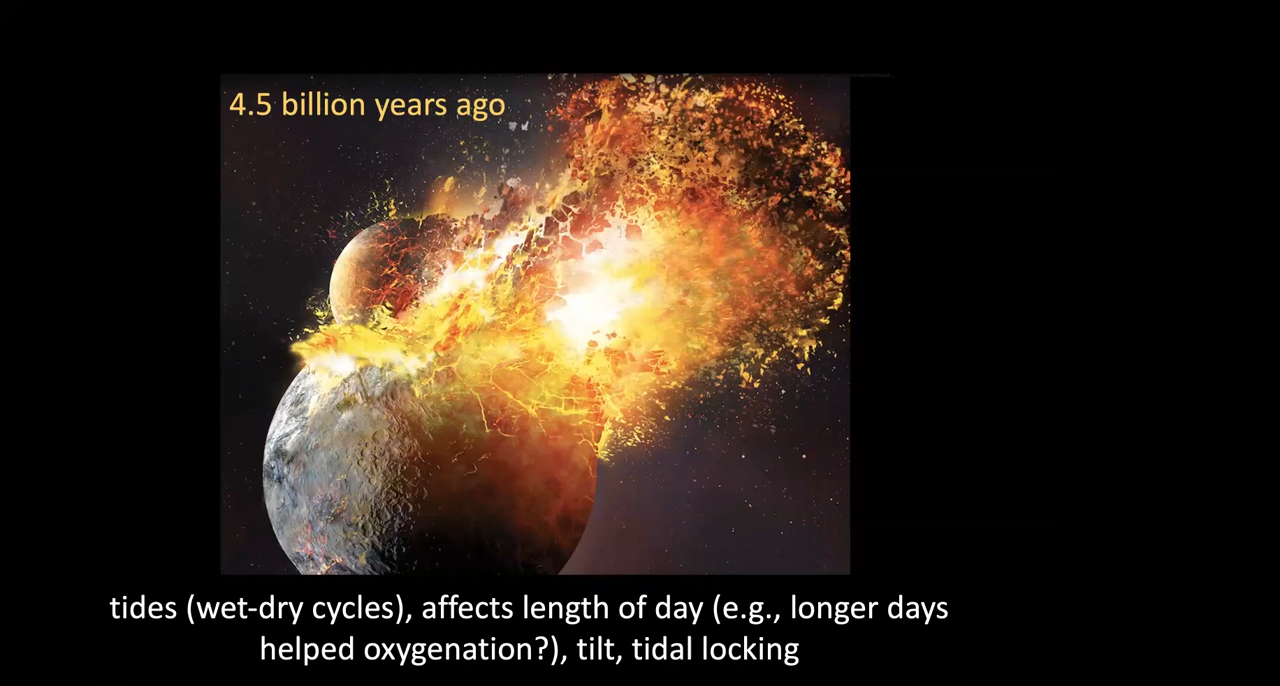 4.5 billion years ago
tides (wet-dry cycles), affects length of day (e.g., longer days
helped oxygenation?), tilt, tidal locking